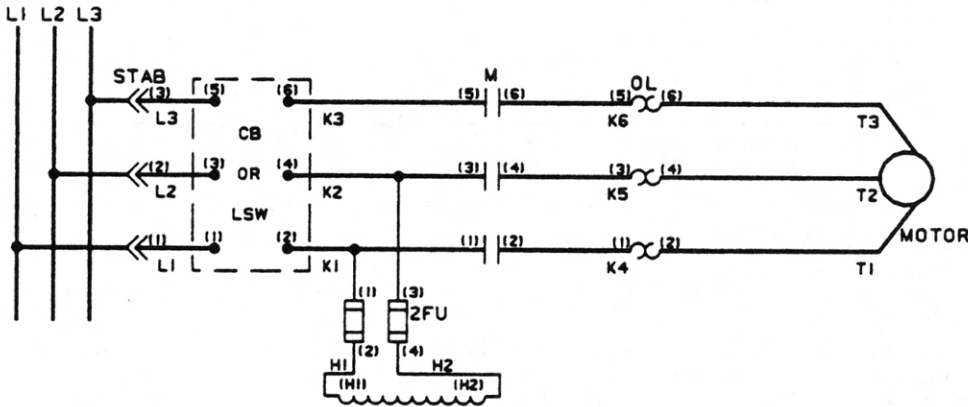 L1 L2 L3
STAB
M
OL
(3) (5) (6) (5) (6) (5) (6)
L3 K3 K6 T3
CB
(2) (3) (4) (3) (4) (3) (4)
OR
L2 K2 K5 T2
LSW
(1) (1) (2) (1) (2) (1) (2)
MOTOR
L1 K1 K4 T1
(1) (3)
2FU
(2) (4)
H1 H2
(H1) (H2)